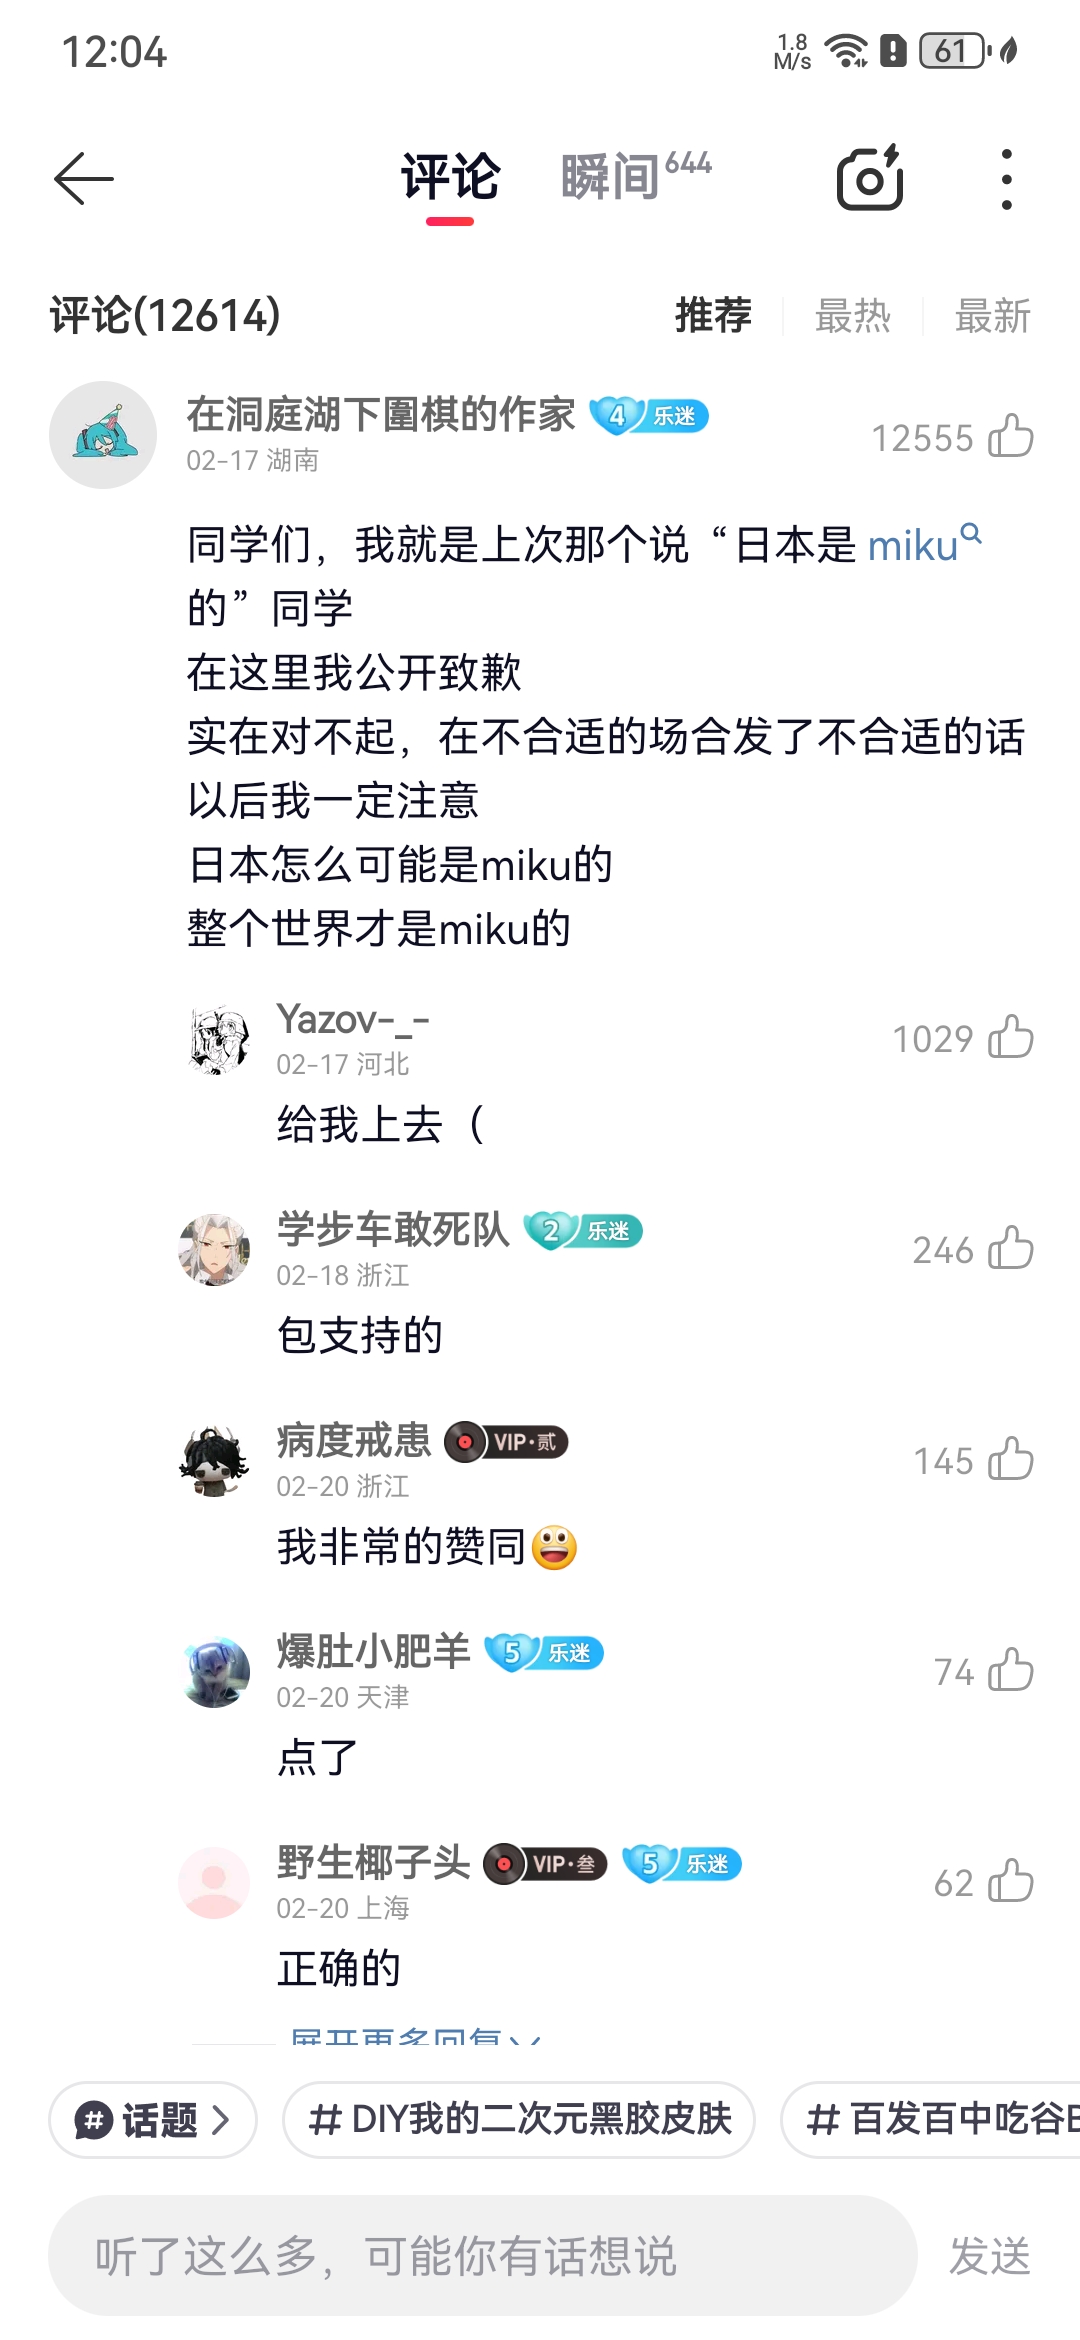 12:04
1.8 M/s
61
评论 瞬间 644
评论(12614) 推荐 最热 最新
在洞庭湖下圍棋的作家 4 乐迷
02-17 湖南
12555
同学们，我就是上次那个说“日本是 miku
的”同学
在这里我公开致歉
实在对不起，在不合适的场合发了不合适的话
以后我一定注意
日本怎么可能是miku的
整个世界才是miku的
Yazov-_-
02-17 河北
1029
给我上去（
学步车敢死队 2 乐迷
02-18 浙江
246
包支持的
病度戒患 VIP·贰
02-20 浙江
145
我非常的赞同
爆肚小肥羊 5 乐迷
02-20 天津
74
点了
野生椰子头 VIP·叁 5 乐迷
02-20 上海
62
正确的
展开更多回复
# 话题 # DIY我的二次元黑胶皮肤 # 百发百中吃谷
听了这么多，可能你有话想说 发送